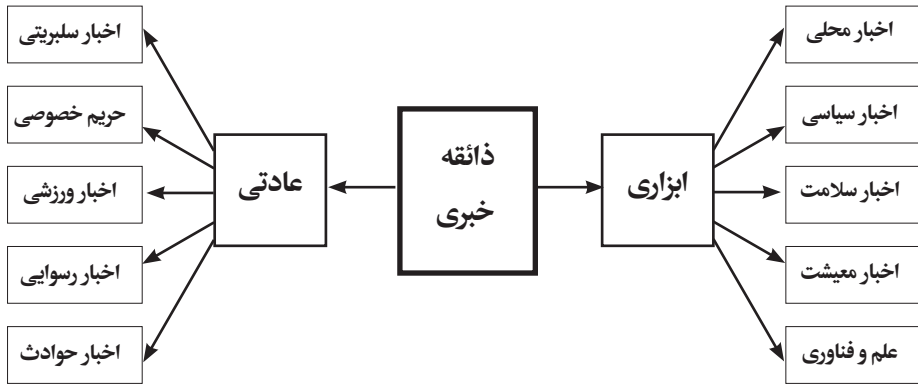 ذائقه
خبری
ابزاری
اخبار محلی
اخبار سیاسی
اخبار سلامت
اخبار معیشت
علم و فناوری
عادتی
اخبار سلبریتی
حریم خصوصی
اخبار ورزشی
اخبار رسوایی
اخبار حوادث